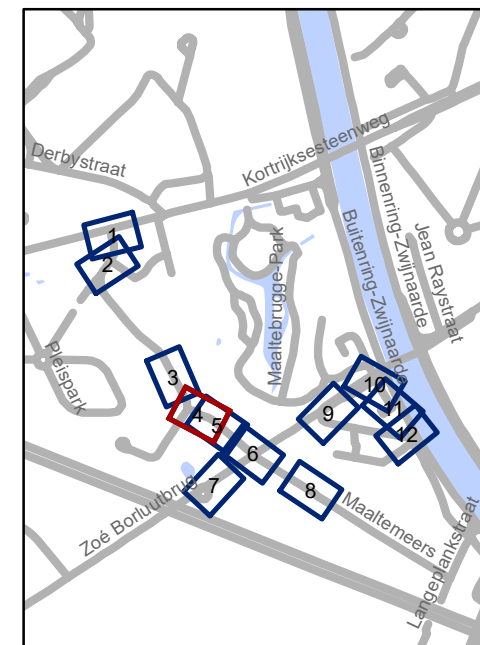 Derbystraat
Kortrijksesteenweg
Binnenring-Zwijnaarde
Jean Raystraat
Buitenring-Zwijnaarde
Maaltebrugge-Park
Pleispark
1
2
3
4
5
6
7
8
9
10
11
12
Zoé Borluutbrug
Maaltemeers
Langeplankstraat